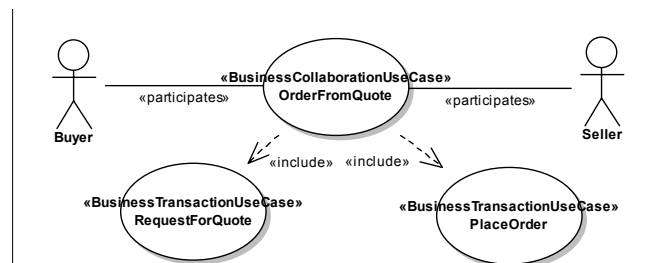 «BusinessCollaborationUseCase»
OrderFromQuote
«participates»
«participates»
Buyer
Seller
«include»
«include»
«BusinessTransactionUseCase»
RequestForQuote
«BusinessTransactionUseCase»
PlaceOrder